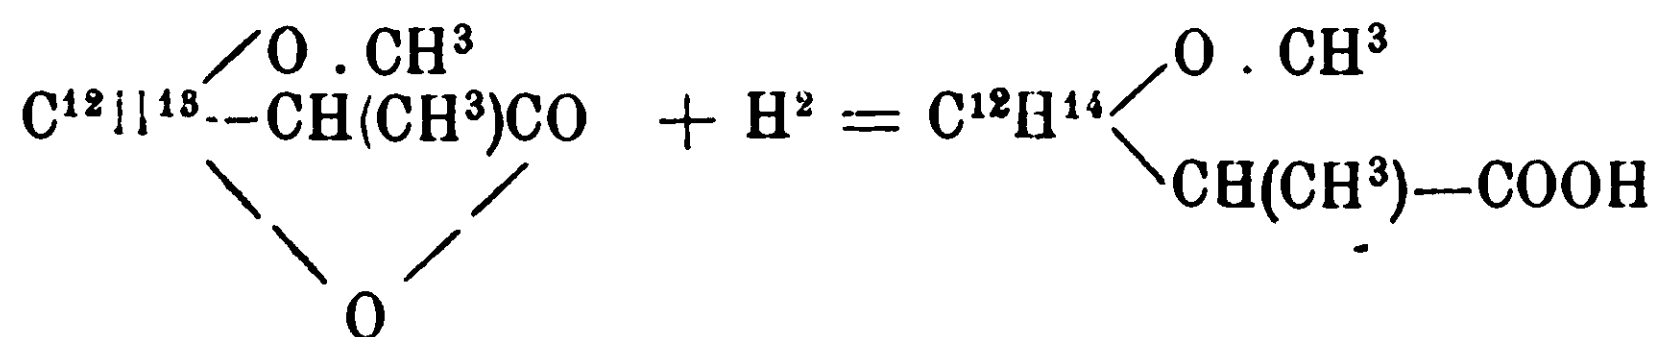 O . CH³
O . CH³
C¹²H¹³--CH(CH³)CO + H² = C¹²H¹⁴
CH(CH³)—COOH
O